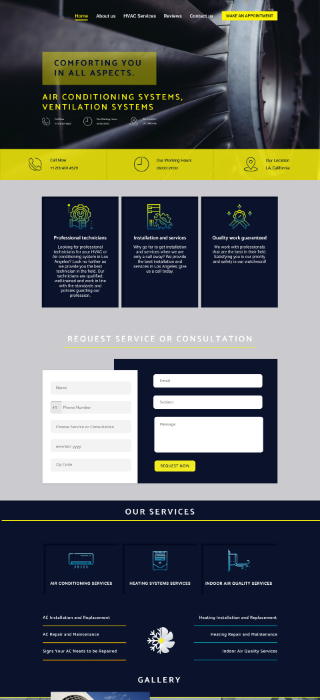 Home About us HVAC Services Reviews Contact us MAKE AN APPOINTMENT
COMFORTING YOU
IN ALL ASPECTS.
AIR CONDITIONING SYSTEMS,
VENTILATION SYSTEMS
Call Now Our Working Hours Our Location
LA, California
Professional technicians
Looking for professional
technicians for your HVAC or
Air conditioning system in Los
Angeles? Look no further as
we provide you the best
technician in the field. Our
technicians are qualified,
well-trained and work in line
with the standards and
policies guarding our
profession.
Installation and services
Why go far to get installation
and services when we are
only a call away? We provide
the best installation and
services in Los Angeles, give
us a call today.
Quality work guaranteed
We work with professionals
that are the best in their field.
Satisfying you is our priority
and safety is our watchword!
REQUEST SERVICE OR CONSULTATION
Name
+1 Phone Number
Choose Service or Consultation
mm/dd/yyyy
Zip Code
Email
Subject
Message
REQUEST NOW
OUR SERVICES
AIR CONDITIONING SERVICES HEATING SYSTEMS SERVICES INDOOR AIR QUALITY SERVICES
AC Installation and Replacement
AC Repair and Maintenance
Signs Your AC Needs to be Repaired
Heating Installation and Replacement
Heating Repair and Maintenance
Indoor Air Quality Services
GALLERY